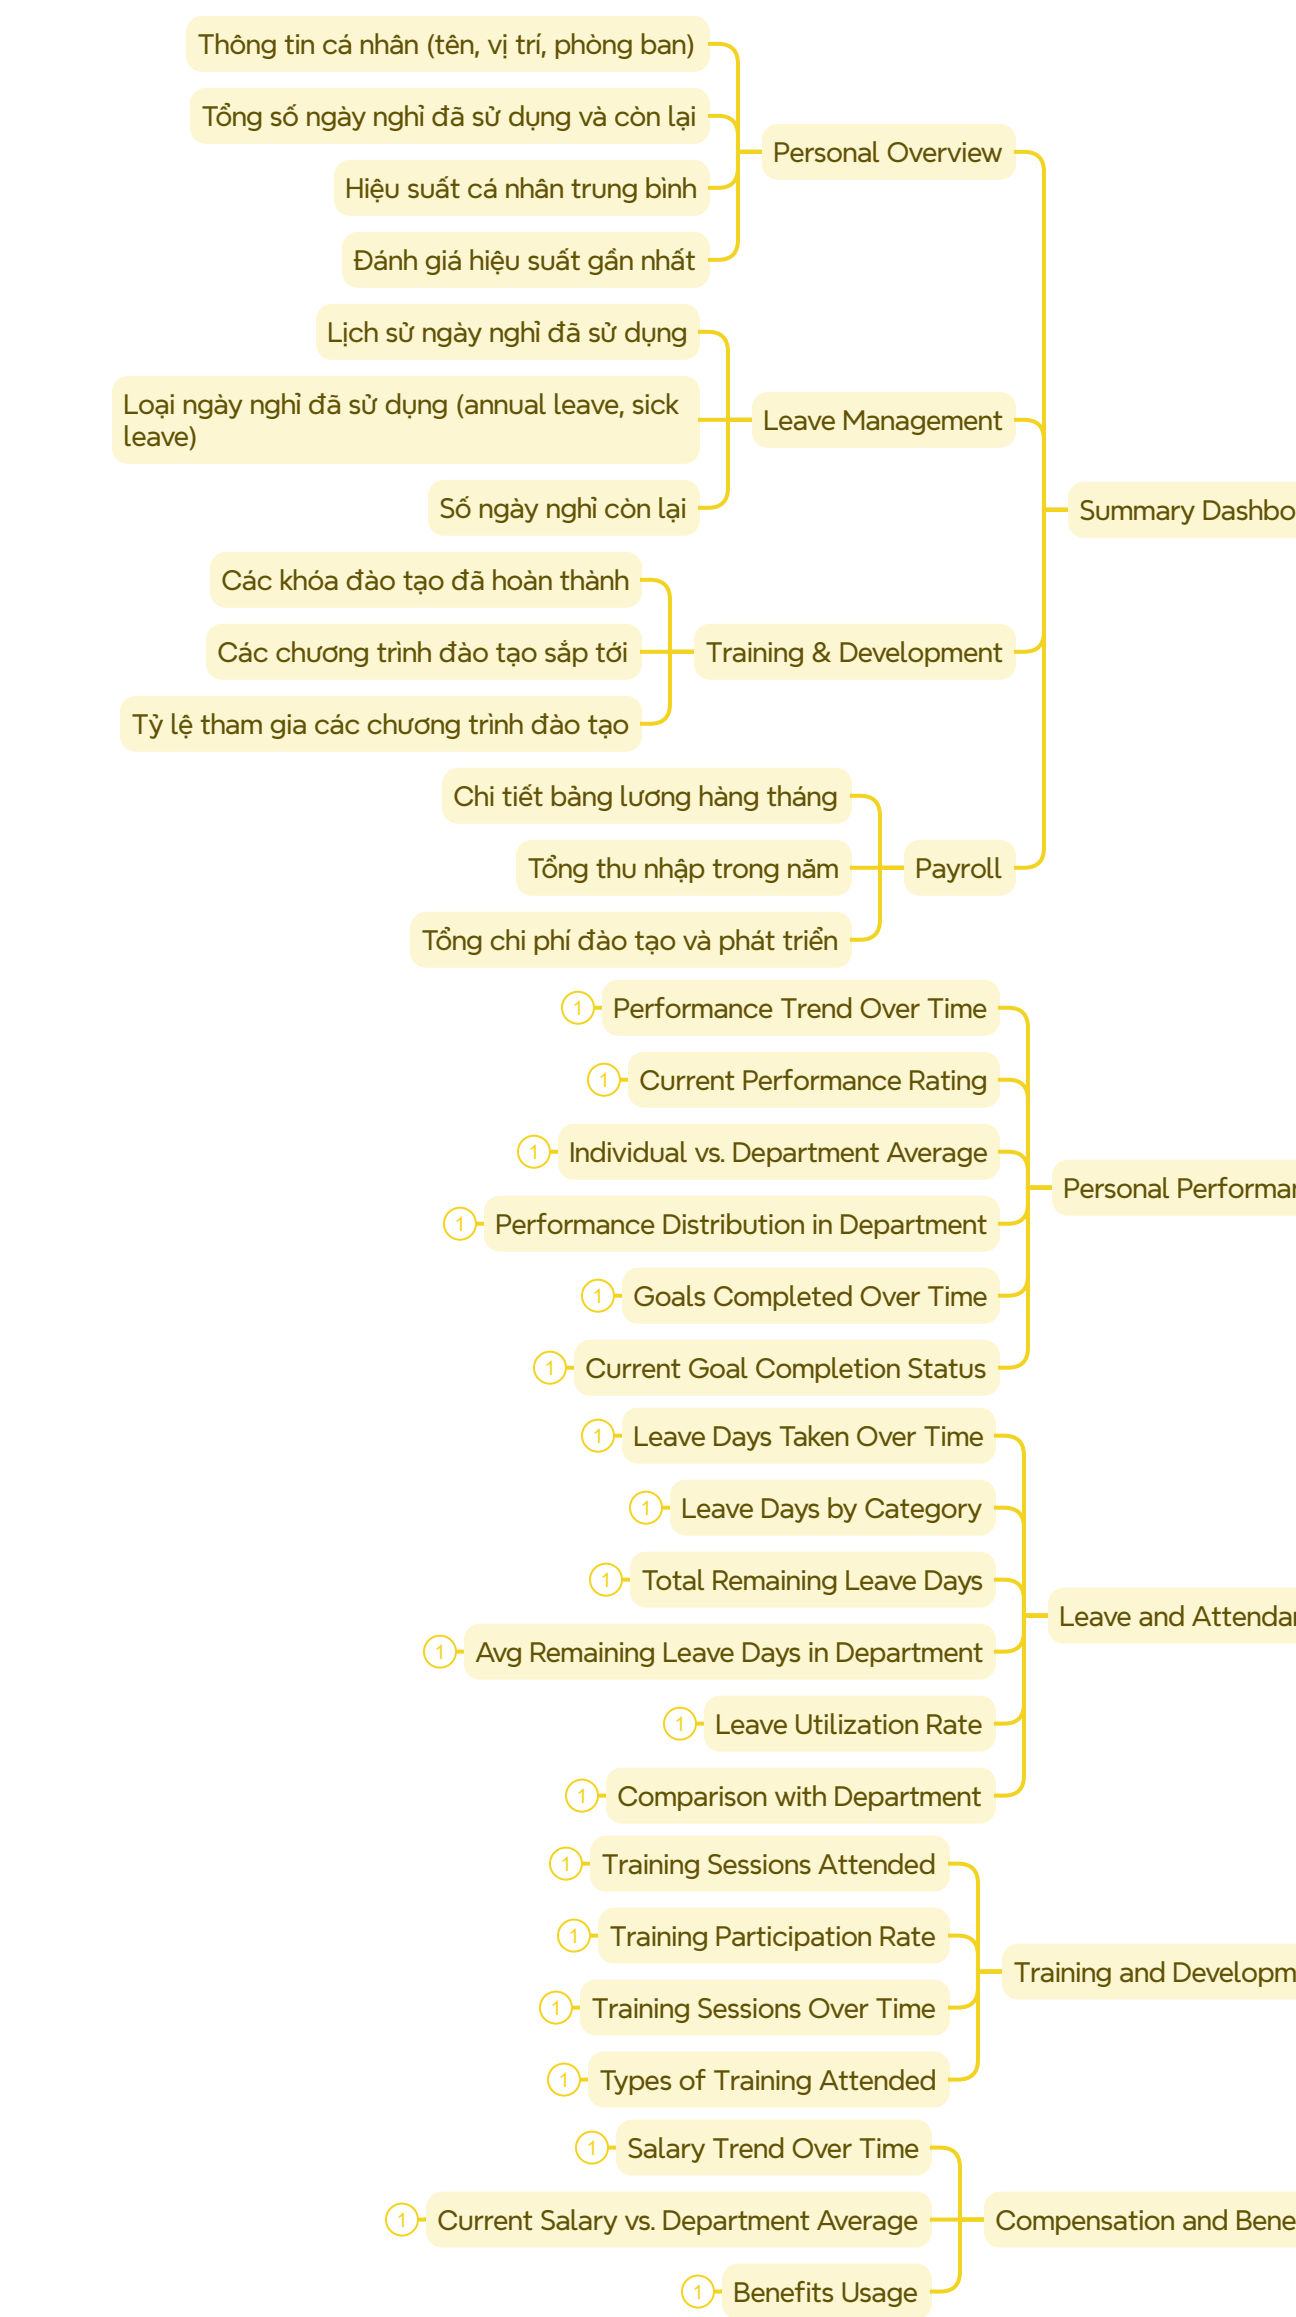 Thông tin cá nhân (tên, vị trí, phòng ban)
Tổng số ngày nghỉ đã sử dụng và còn lại
Personal Overview
Hiệu suất cá nhân trung bình
Đánh giá hiệu suất gần nhất
Lịch sử ngày nghỉ đã sử dụng
Loại ngày nghỉ đã sử dụng (annual leave, sick
leave)
Leave Management
Số ngày nghỉ còn lại
Summary Dashbo
Các khóa đào tạo đã hoàn thành
Các chương trình đào tạo sắp tới
Training & Development
Tỷ lệ tham gia các chương trình đào tạo
Chi tiết bảng lương hàng tháng
Tổng thu nhập trong năm
Payroll
Tổng chi phí đào tạo và phát triển
1 Performance Trend Over Time
1 Current Performance Rating
1 Individual vs. Department Average
Personal Performa
1 Performance Distribution in Department
1 Goals Completed Over Time
1 Current Goal Completion Status
1 Leave Days Taken Over Time
1 Leave Days by Category
1 Total Remaining Leave Days
Leave and Attenda
1 Avg Remaining Leave Days in Department
1 Leave Utilization Rate
1 Comparison with Department
1 Training Sessions Attended
1 Training Participation Rate
Training and Developm
1 Training Sessions Over Time
1 Types of Training Attended
1 Salary Trend Over Time
1 Current Salary vs. Department Average
Compensation and Bene
1 Benefits Usage